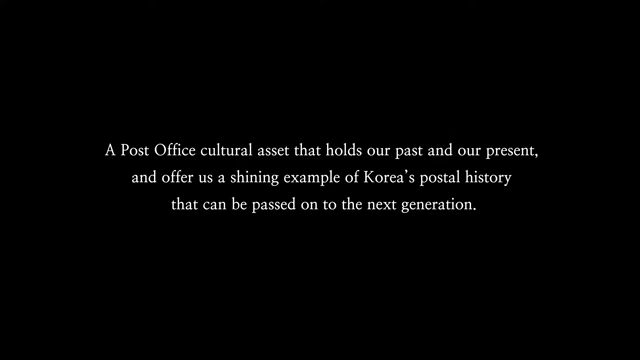 A Post Office cultural asset that holds our past and our present,
and offer us a shining example of Korea's postal history
that can be passed on to the next generation.